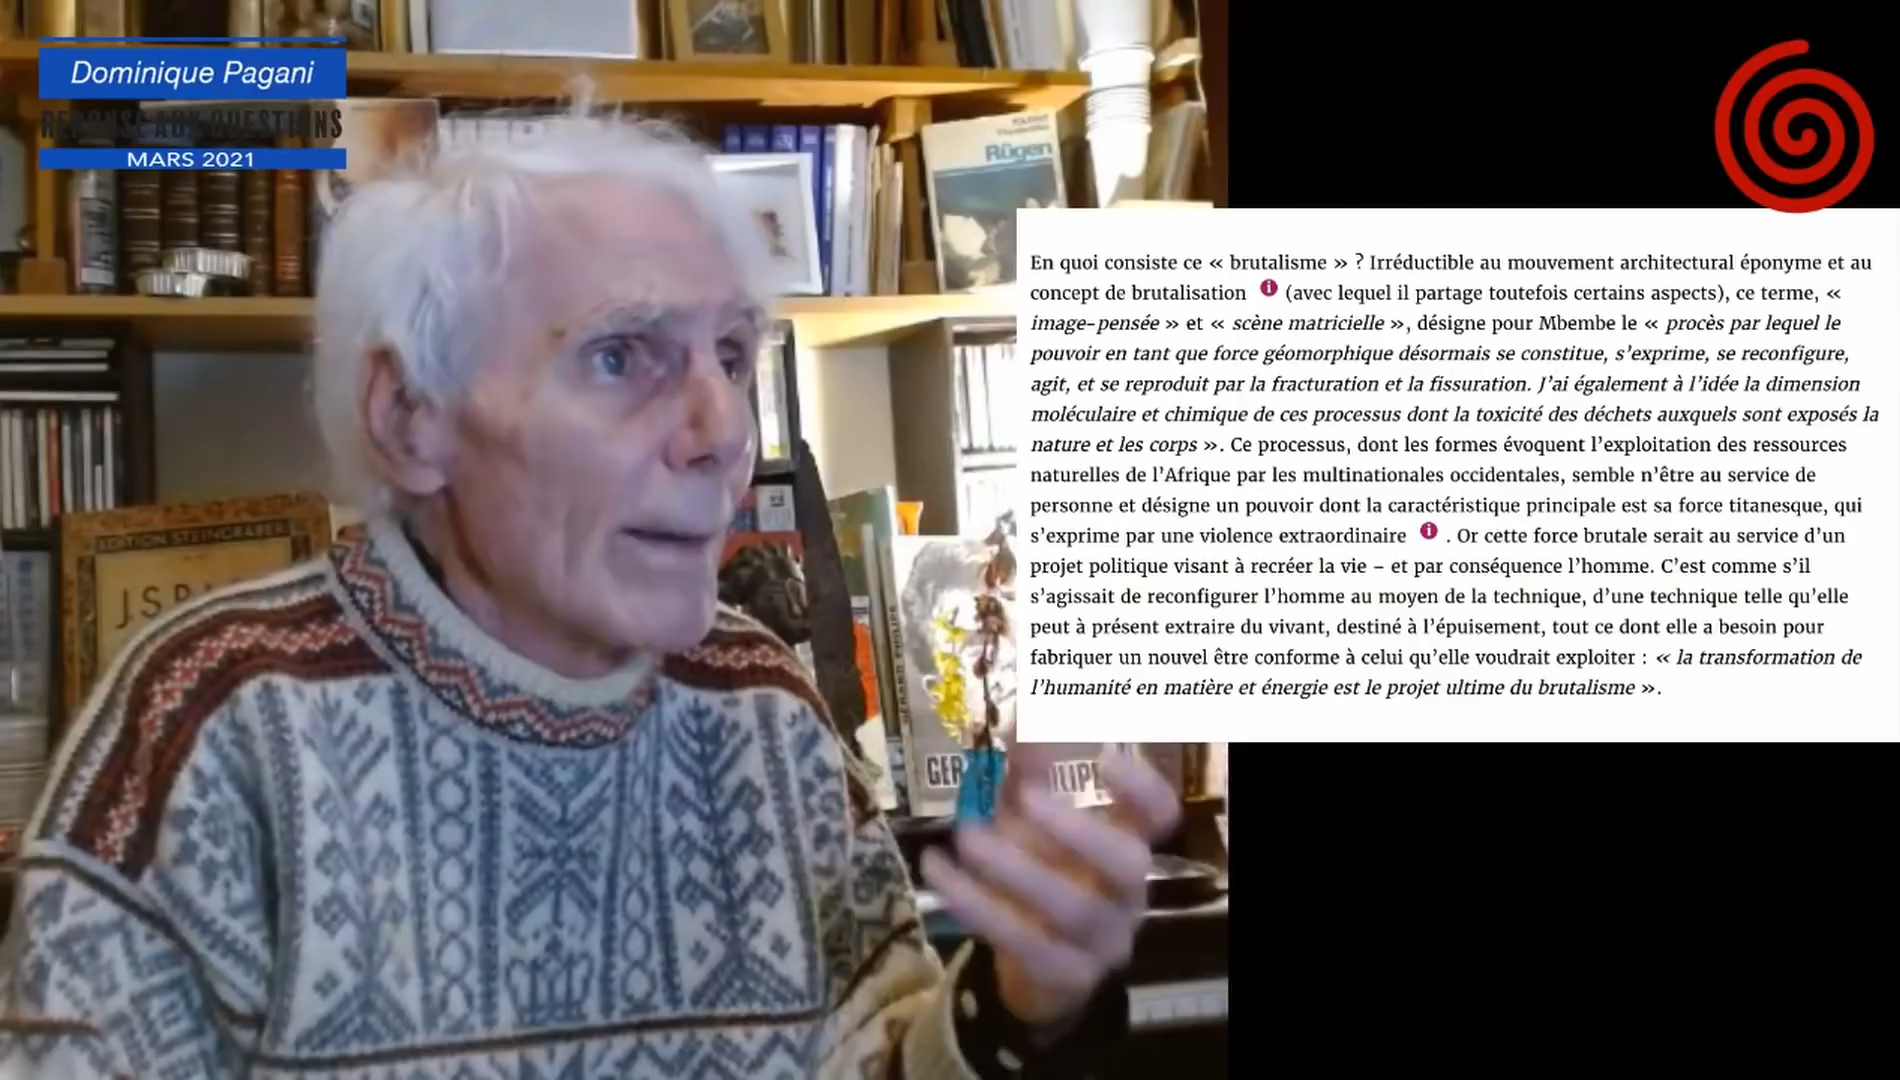 Dominique Pagani
REPONSE AUX QUESTIONS
MARS 2021
Rügen
EDITION STEINGRÄBER
J.S.
En quoi consiste ce « brutalisme » ? Irréductible au mouvement architectural éponyme et au
concept de brutalisation i (avec lequel il partage toutefois certains aspects), ce terme, «
image-pensée » et « scène matricielle », désigne pour Mbembe le « procès par lequel le
pouvoir en tant que force géomorphique désormais se constitue, s’exprime, se reconfigure,
agit, et se reproduit par la fracturation et la fissuration. J’ai également à l’idée la dimension
moléculaire et chimique de ces processus dont la toxicité des déchets auxquels sont exposés la
nature et les corps ». Ce processus, dont les formes évoquent l’exploitation des ressources
naturelles de l’Afrique par les multinationales occidentales, semble n’être au service de
personne et désigne un pouvoir dont la caractéristique principale est sa force titanesque, qui
s’exprime par une violence extraordinaire i . Or cette force brutale serait au service d’un
projet politique visant à recréer la vie – et par conséquence l’homme. C’est comme s’il
s’agissait de reconfigurer l’homme au moyen de la technique, d’une technique telle qu’elle
peut à présent extraire du vivant, destiné à l’épuisement, tout ce dont elle a besoin pour
fabriquer un nouvel être conforme à celui qu’elle voudrait exploiter : « la transformation de
l’humanité en matière et énergie est le projet ultime du brutalisme ».
GERARD PHILIPE
GER
ILIPE